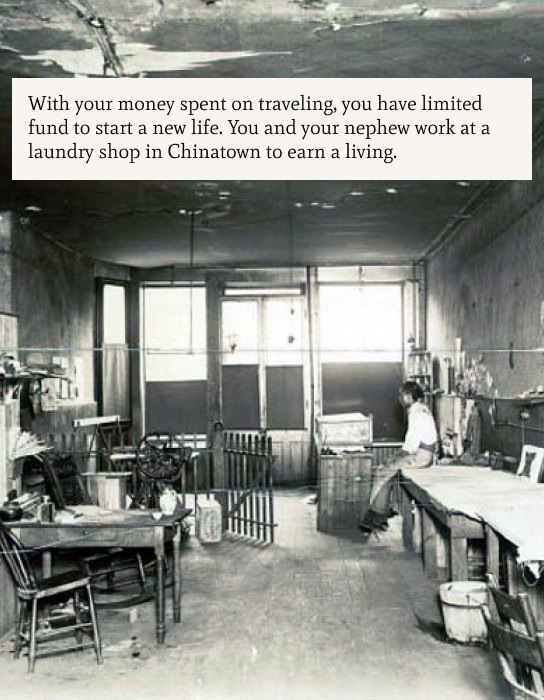 With your money spent on traveling, you have limited
fund to start a new life. You and your nephew work at a
laundry shop in Chinatown to earn a living.